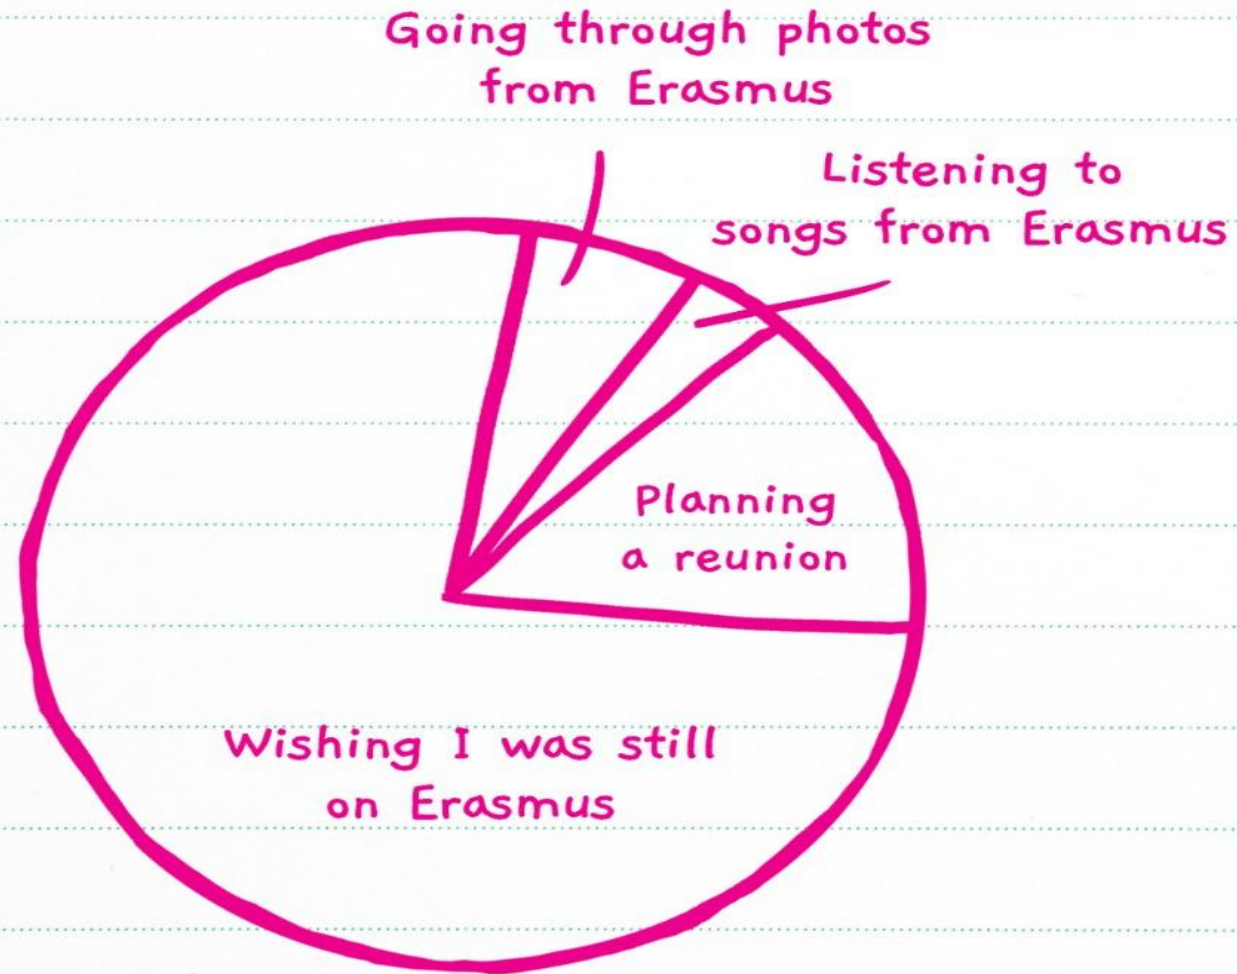 Going through photos
from Erasmus
Listening to
songs from Erasmus
Planning
a reunion
Wishing I was still
on Erasmus